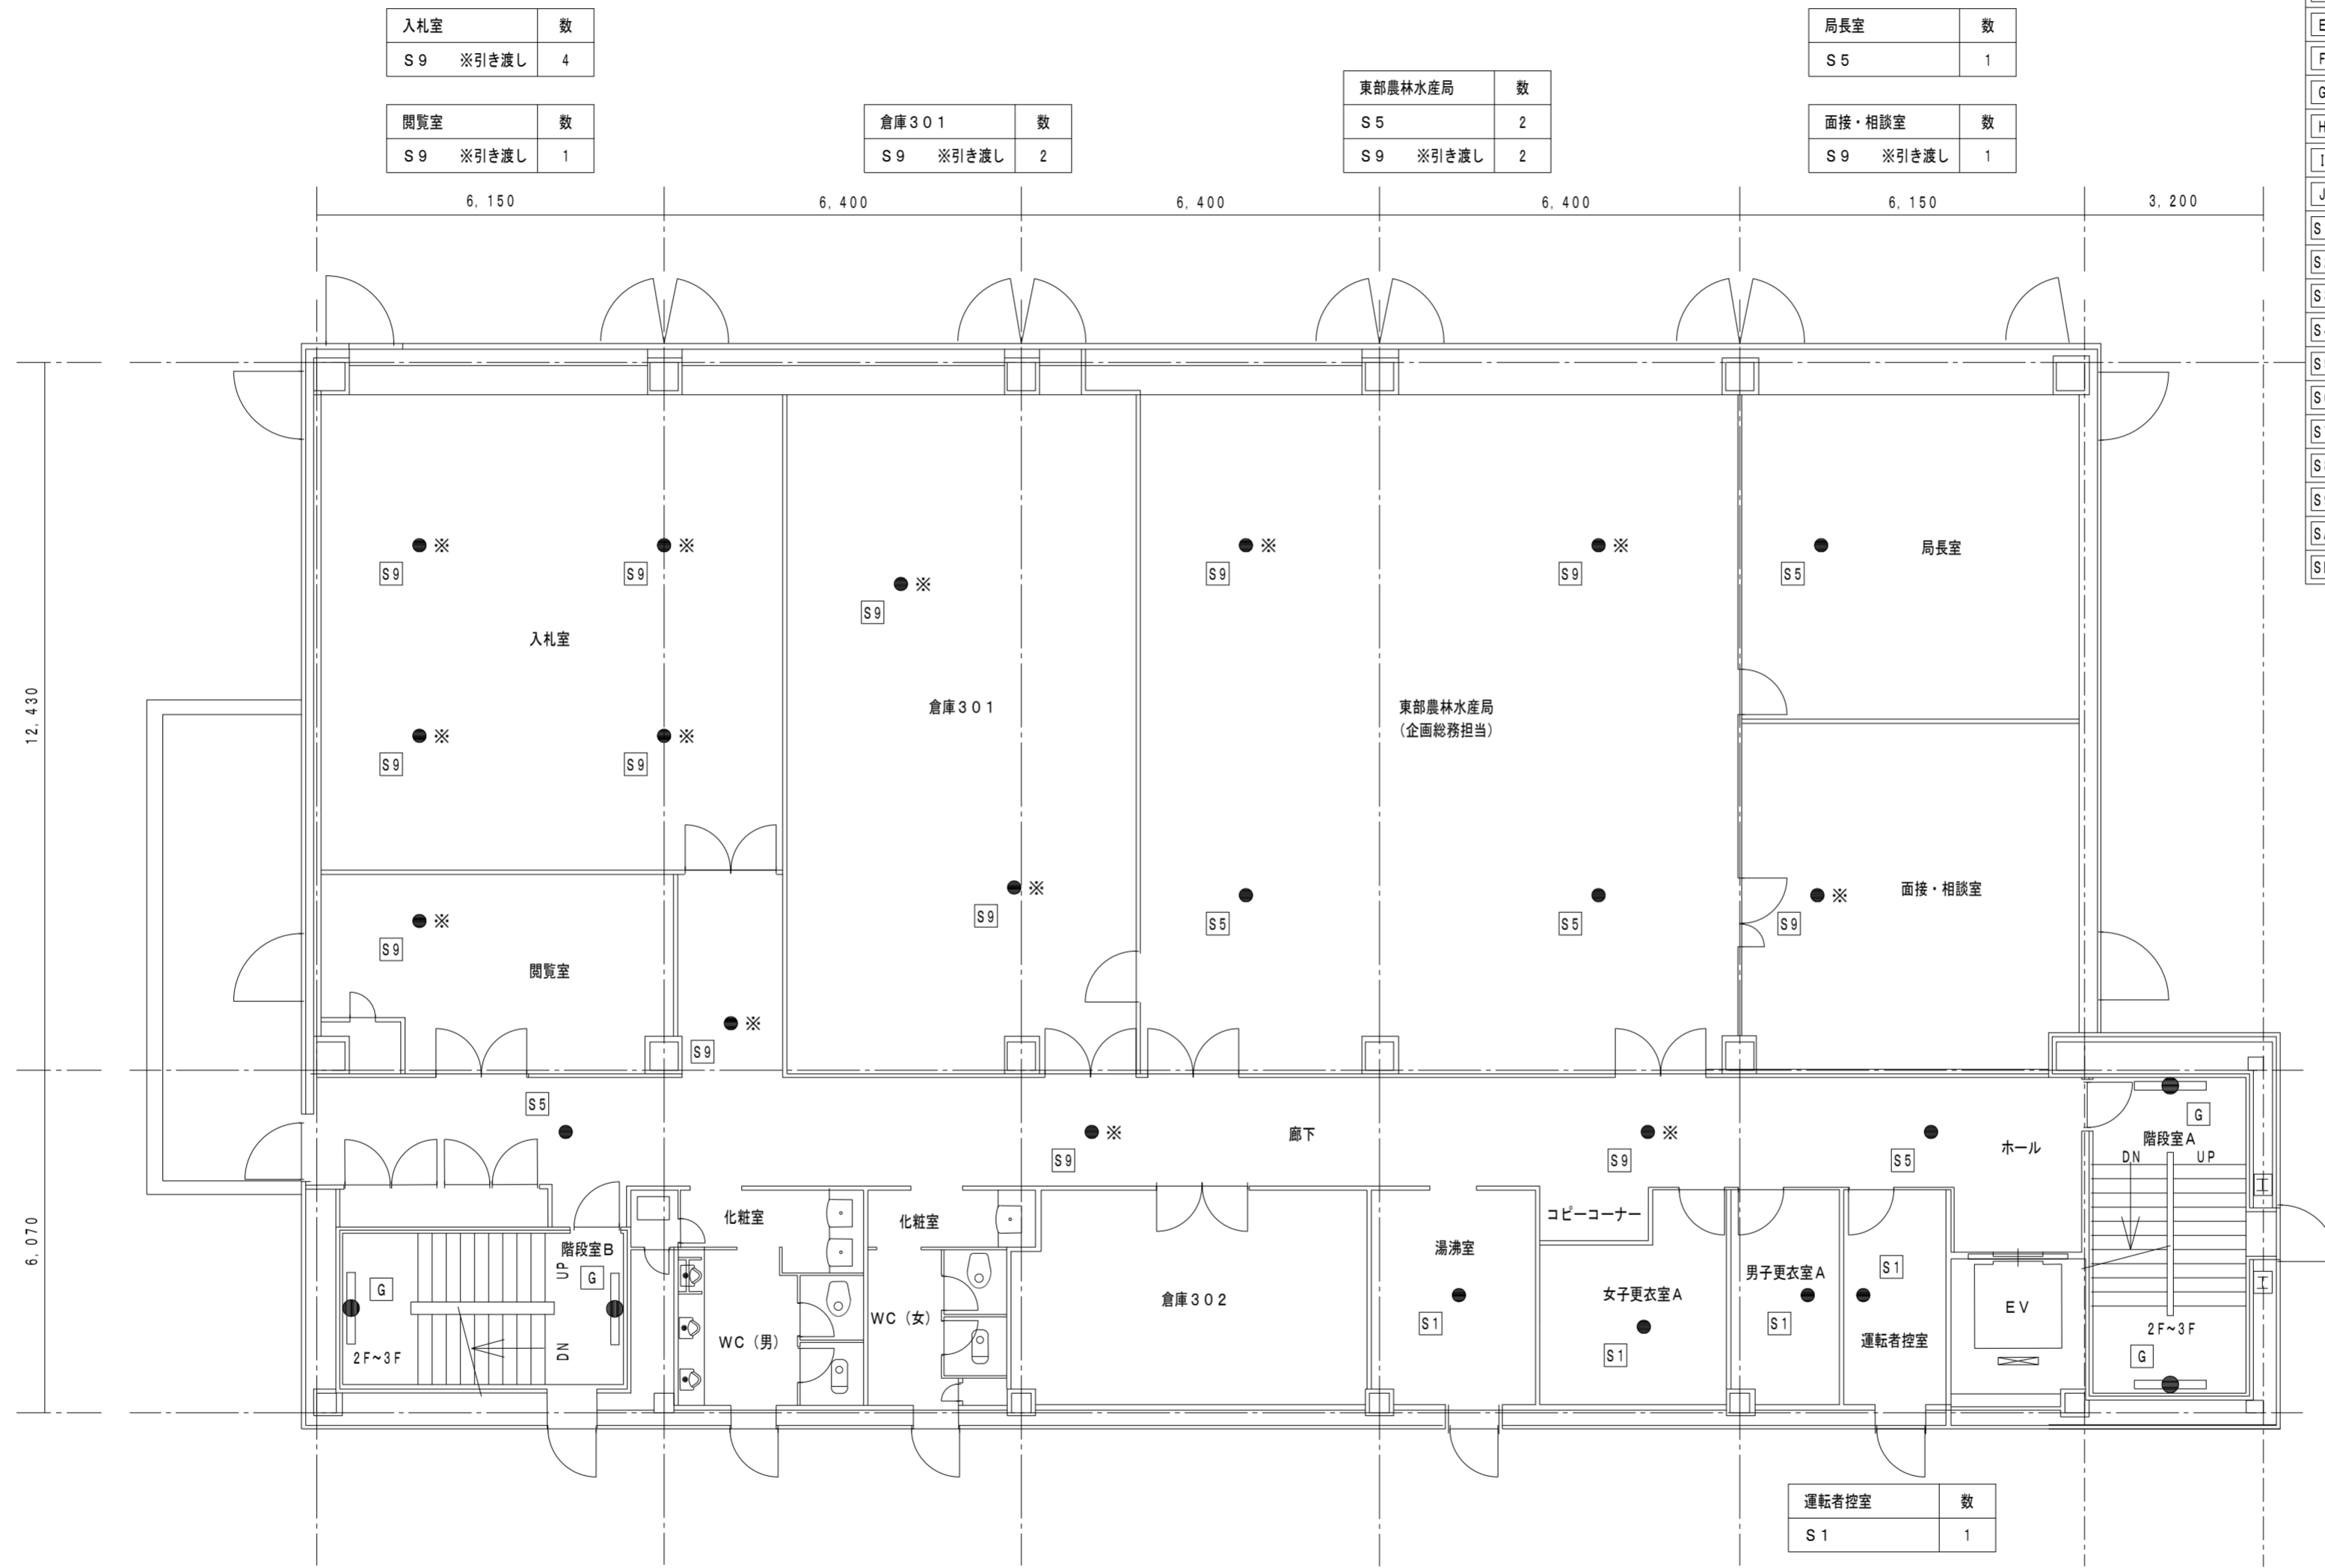 入札室 数
S9 ※引き渡し 4
閲覧室 数
S9 ※引き渡し 1
倉庫301 数
S9 ※引き渡し 2
東部農林水産局 数
S5 2
S9 ※引き渡し 2
局長室 数
S5 1
面接・相談室 数
S9 ※引き渡し 1
6,150 6,400 6,400 6,400 6,150 3,200
12,430
6,070
※ ※ ※ ※ ※
S9 S9 S9 S9 S5
局長室
S9
入札室
倉庫301
東部農林水産局
(企画総務担当)
※ ※
S9 S9
※ ※ ※
S9 S9 S5 S5 S9
面接・相談室
閲覧室
※
S9
S5
※ ※
S9 S9 S5
廊下
ホール
G
階段室A
DN UP
化粧室
化粧室
コピーコーナー
階段室B
UP
G G
湯沸室
S1
男子更衣室A
女子更衣室A
倉庫302
EV
WC(女)
WC(男)
S1 S1
運転者控室
2F~3F
DN
S1
2F~3F
G
運転者控室 数
S1 1
F
G
H
I
J